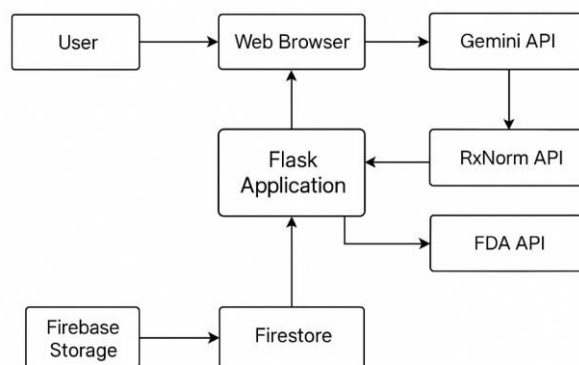 User
Web Browser
Gemini API
Flask
Application
RxNorm API
FDA API
Firebase
Storage
Firestore